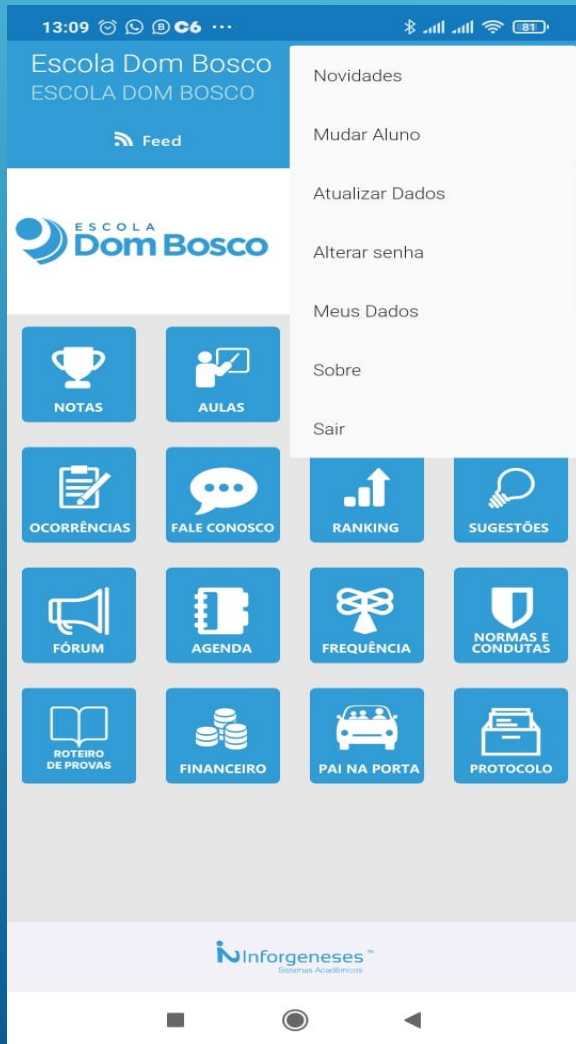 13:09 C6 ... 81
Escola Dom Bosco
ESCOLA DOM BOSCO
Feed
Novidades
Mudar Aluno
Atualizar Dados
Alterar senha
Meus Dados
Sobre
Sair
ESCOLA
Dom Bosco
NOTAS
AULAS
OCORRÊNCIAS
FALE CONOSCO
RANKING
SUGESTÕES
FÓRUM
AGENDA
FREQUÊNCIA
NORMAS E
CONDUTAS
ROTEIRO
DE PROVAS
FINANCEIRO
PAI NA PORTA
PROTOCOLO
Inforgeneses™
Sistemas Acadêmicos